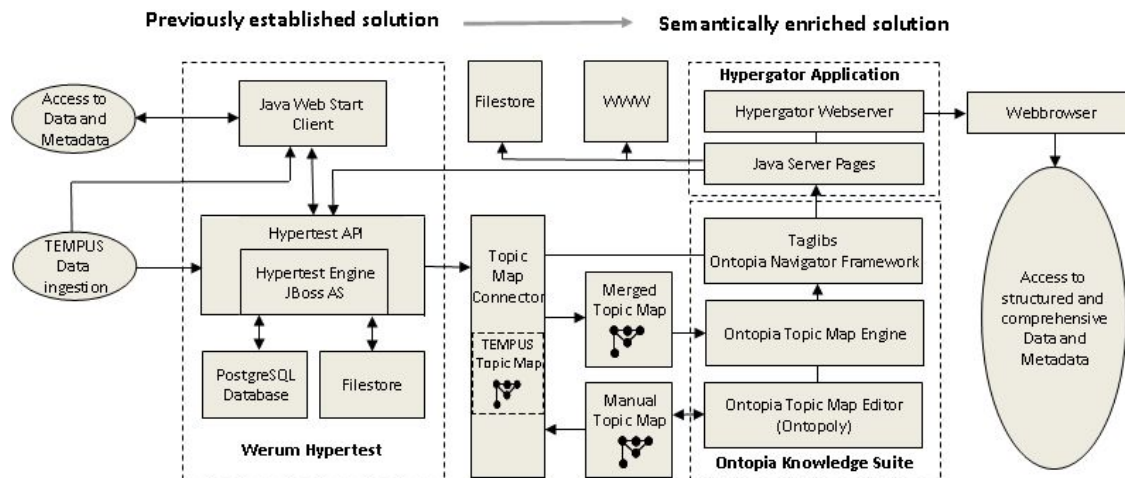 Previously established solution
Semantically enriched solution
Access to
Data and
Metadata
TEMPUS
Data
ingestion
Java Web Start
Client
Hypertest API
Hypertest Engine
JBoss AS
PostgreSQL
Database
Filestore
Werum Hypertest
Filestore
WWW
Topic
Map
Connector
TEMPUS
Topic Map
Merged
Topic Map
Manual
Topic Map
Hypergator Application
Hypergator Webserver
Java Server Pages
Taglibs
Ontopia Navigator Framework
Ontopia Topic Map Engine
Ontopia Topic Map Editor
(Ontopoly)
Ontopia Knowledge Suite
Webbrowser
Access to
structured and
comprehensive
Data and
Metadata